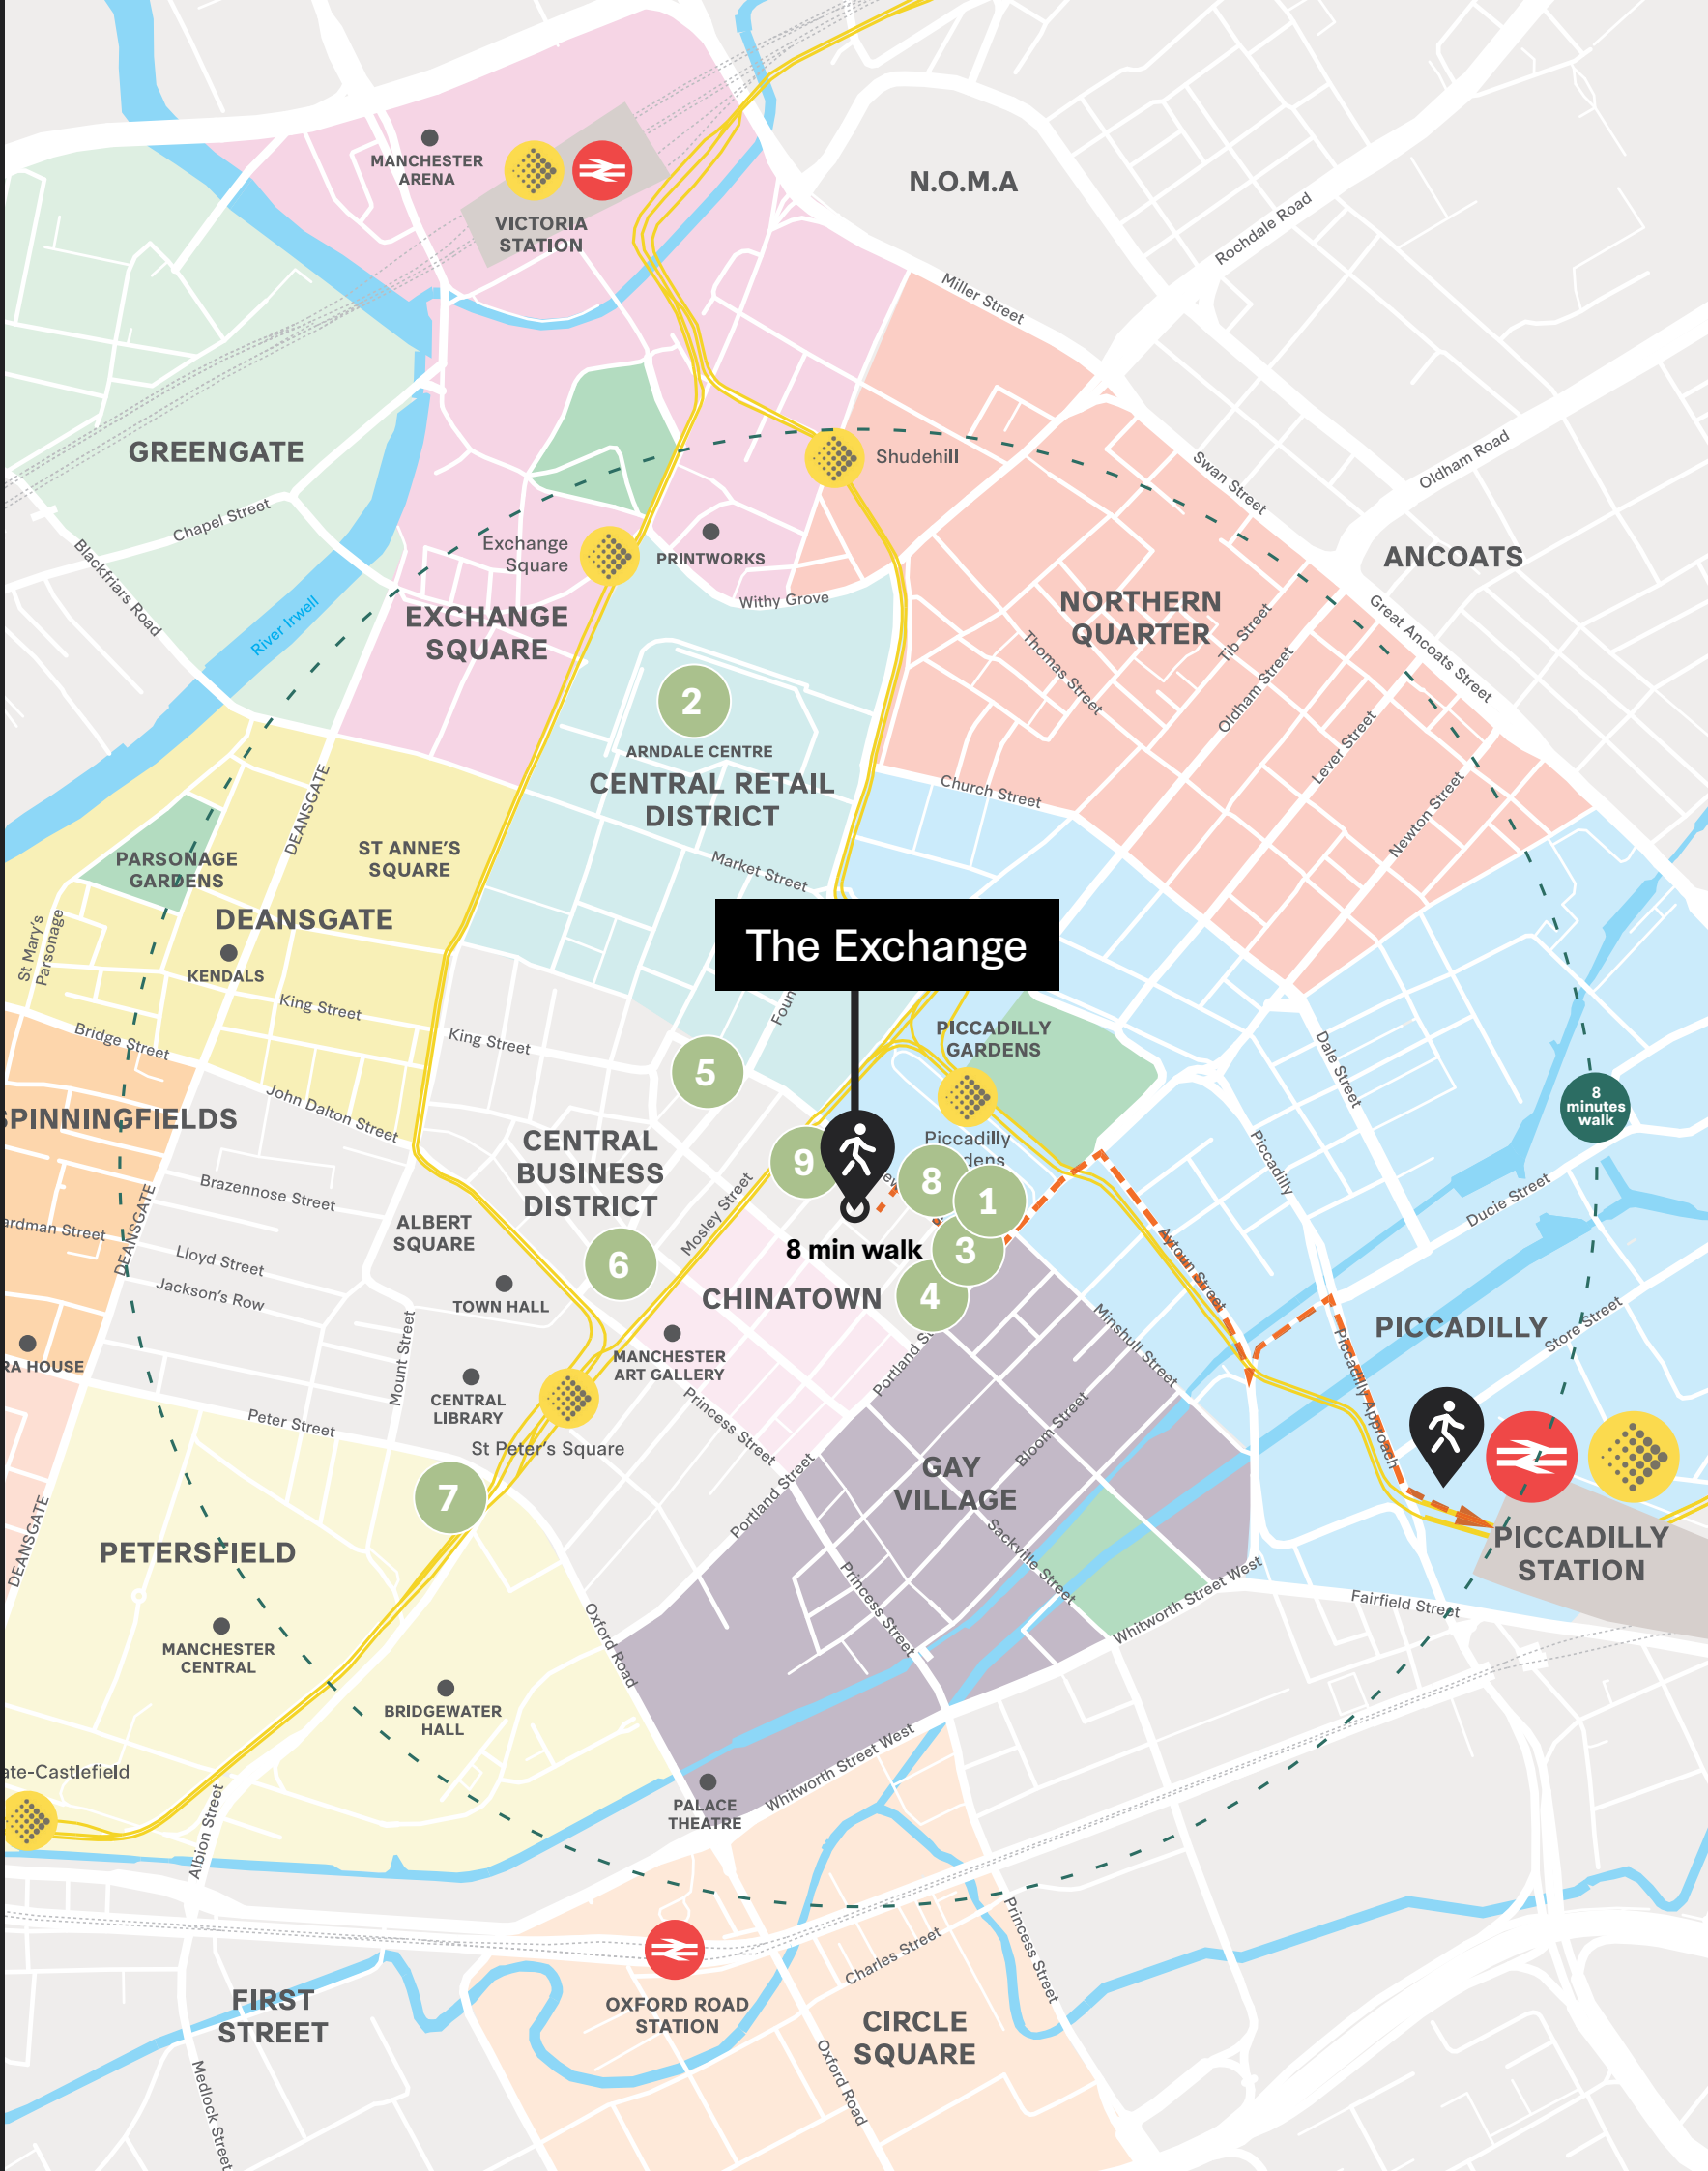 MANCHESTER
ARENA
VICTORIA
STATION
N.O.M.A
Rochdale Road
Miller Street
GREENGATE
Chapel Street
Blackfriars Road
River Irwell
Shudehill
Swan Street
Oldham Road
Exchange
Square
PRINTWORKS
ANCOATS
EXCHANGE
SQUARE
Withy Grove
NORTHERN
QUARTER
Thomas Street
Tib Street
Oldham Street
Great Ancoats Street
Lever Street
Newton Street
2
ARNDALE CENTRE
CENTRAL RETAIL
DISTRICT
Church Street
DEANSGATE
ST ANNE'S
SQUARE
PARSONAGE
GARDENS
Market Street
DEANSGATE
St Mary's
Parsonage
KENDALS
The Exchange
King Street
King Street
Bridge Street
Foun
PICCADILLY
GARDENS
Dale Street
5
8
minutes
walk
John Dalton Street
SPINNINGFIELDS
CENTRAL
BUSINESS
DISTRICT
Piccadilly
dens
Piccadilly
9
8
1
Brazennose Street
Mosley Street
Ducie Street
ardman Street
DEANSGATE
ALBERT
SQUARE
8 min walk
3
Lloyd Street
6
Aytoun Street
Jackson's Row
TOWN HALL
CHINATOWN
4
Minshull Street
PICCADILLY
Store Street
RA HOUSE
Mount Street
MANCHESTER
ART GALLERY
Portland S
Piccadilly Approach
CENTRAL
LIBRARY
Peter Street
Princess Street
Bloom Street
St Peter's Square
GAY
VILLAGE
7
Portland Street
DEANSGATE
PETERSFIELD
Sackville Street
PICCADILLY
STATION
Princess Street
Whitworth Street West
Fairfield Street
Oxford Road
MANCHESTER
CENTRAL
BRIDGEWATER
HALL
Whitworth Street West
ate-Castlefield
PALACE
THEATRE
Albion Street
Princess Street
Charles Street
FIRST
STREET
OXFORD ROAD
STATION
CIRCLE
SQUARE
Oxford Road
Medlock Street